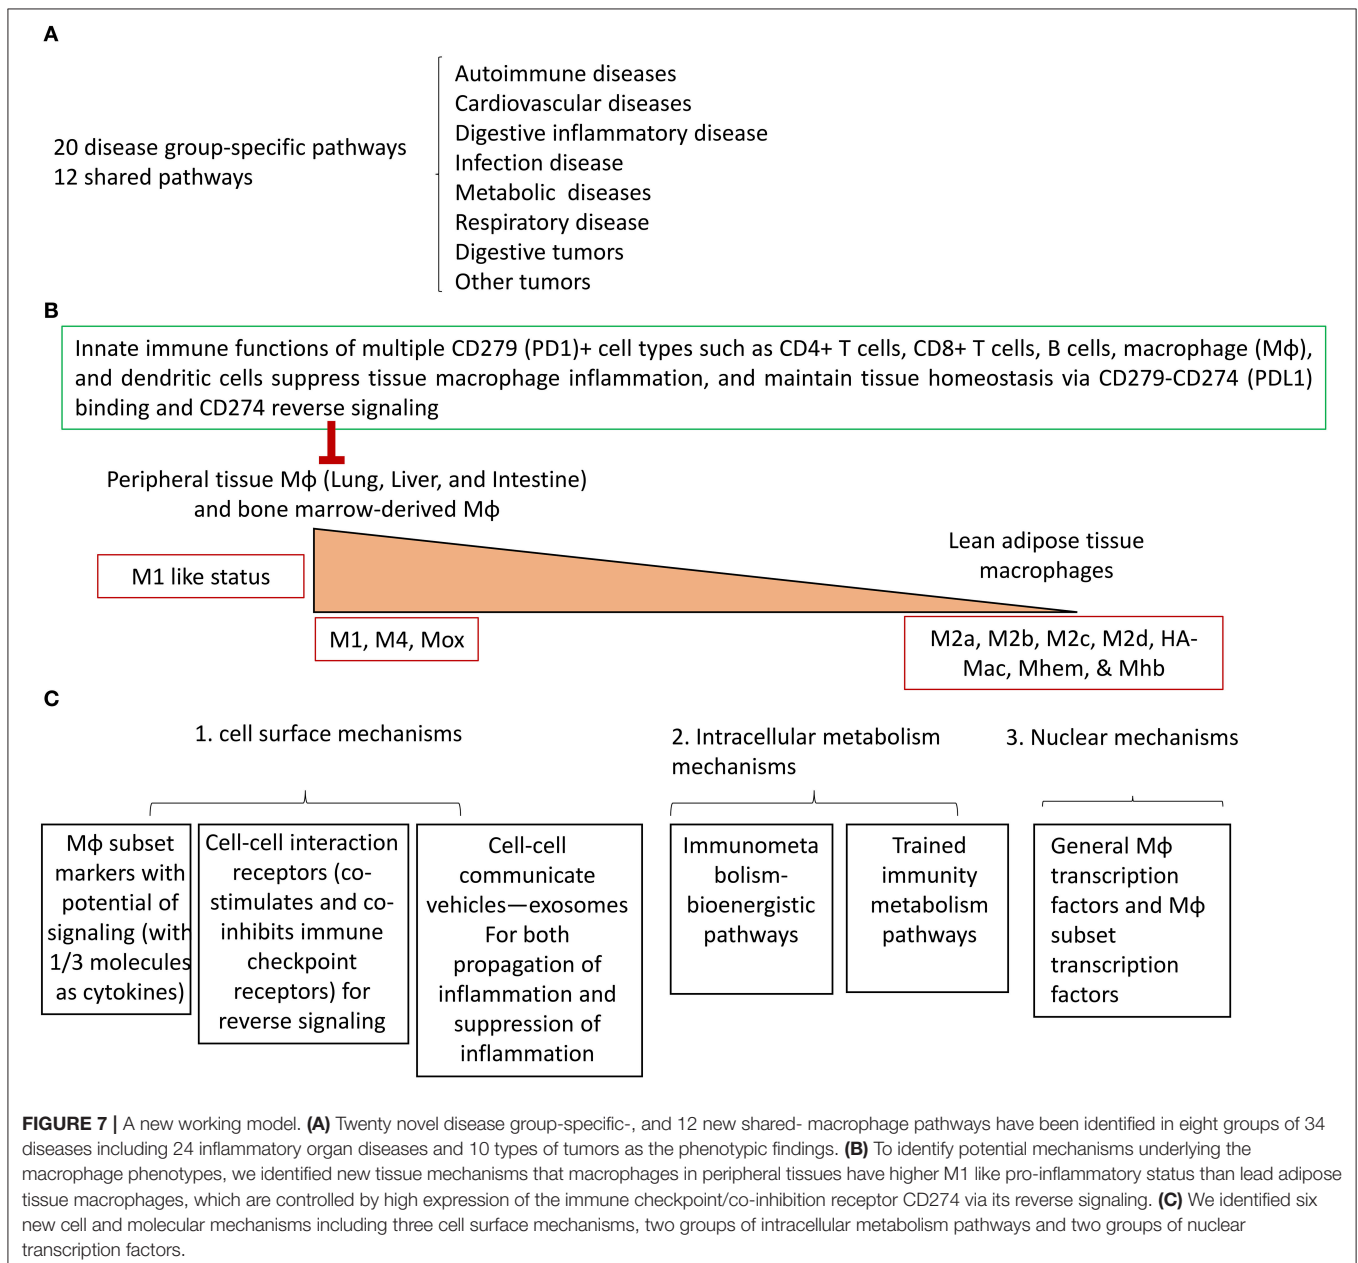 A
20 disease group-specific pathways
12 shared pathways
Autoimmune diseases
Cardiovascular diseases
Digestive inflammatory disease
Infection disease
Metabolic  diseases
Respiratory disease
Digestive tumors
Other tumors
B
Innate immune functions of multiple CD279 (PD1)+ cell types such as CD4+ T cells, CD8+ T cells, B cells, macrophage (Mϕ),
and dendritic cells suppress tissue macrophage inflammation, and maintain tissue homeostasis via CD279-CD274 (PDL1)
binding and CD274 reverse signaling
Peripheral tissue Mϕ (Lung, Liver, and Intestine)
and bone marrow-derived Mϕ
Lean adipose tissue
macrophages
M1 like status
M1, M4, Mox
M2a, M2b, M2c, M2d, HA-
Mac, Mhem, & Mhb
C
1. cell surface mechanisms
2. Intracellular metabolism
mechanisms
3. Nuclear mechanisms
Mϕ subset
markers with
potential of
signaling (with
1/3 molecules
as cytokines)
Cell-cell interaction
receptors (co-
stimulates and co-
inhibits immune
checkpoint
receptors) for
reverse signaling
Cell-cell
communicate
vehicles—exosomes
For both
propagation of
inflammation and
suppression of
inflammation
Immunometa
bolism-
bioenergistic
pathways
Trained
immunity
metabolism
pathways
General Mϕ
transcription
factors and Mϕ
subset
transcription
factors
FIGURE 7 | A new working model. (A) Twenty novel disease group-specific-, and 12 new shared- macrophage pathways have been identified in eight groups of 34
diseases including 24 inflammatory organ diseases and 10 types of tumors as the phenotypic findings. (B) To identify potential mechanisms underlying the
macrophage phenotypes, we identified new tissue mechanisms that macrophages in peripheral tissues have higher M1 like pro-inflammatory status than lead adipose
tissue macrophages, which are controlled by high expression of the immune checkpoint/co-inhibition receptor CD274 via its reverse signaling. (C) We identified six
new cell and molecular mechanisms including three cell surface mechanisms, two groups of intracellular metabolism pathways and two groups of nuclear
transcription factors.